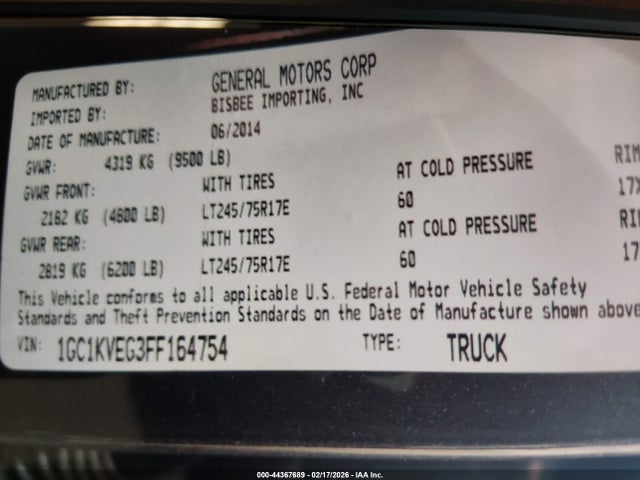 MANUFACTURED BY: GENERAL MOTORS CORP
IMPORTED BY: BISBEE IMPORTING, INC
DATE OF MANUFACTURE: 06/2014
GVWR: 4319 KG (9500 LB)
GVWR FRONT: WITH TIRES AT COLD PRESSURE RIM
2182 KG (4800 LB) LT245/75R17E 60 17X
GVWR REAR: WITH TIRES AT COLD PRESSURE RI
2819 KG (6200 LB) LT245/75R17E 60 17
This Vehicle conforms to all applicable U.S. Federal Motor Vehicle Safety
Standards and Theft Prevention Standards on the Date of Manufacture shown above
VIN: 1GC1KVEG3FF164754 TYPE: TRUCK
000-44367689 - 02/17/2026 - IAA Inc.